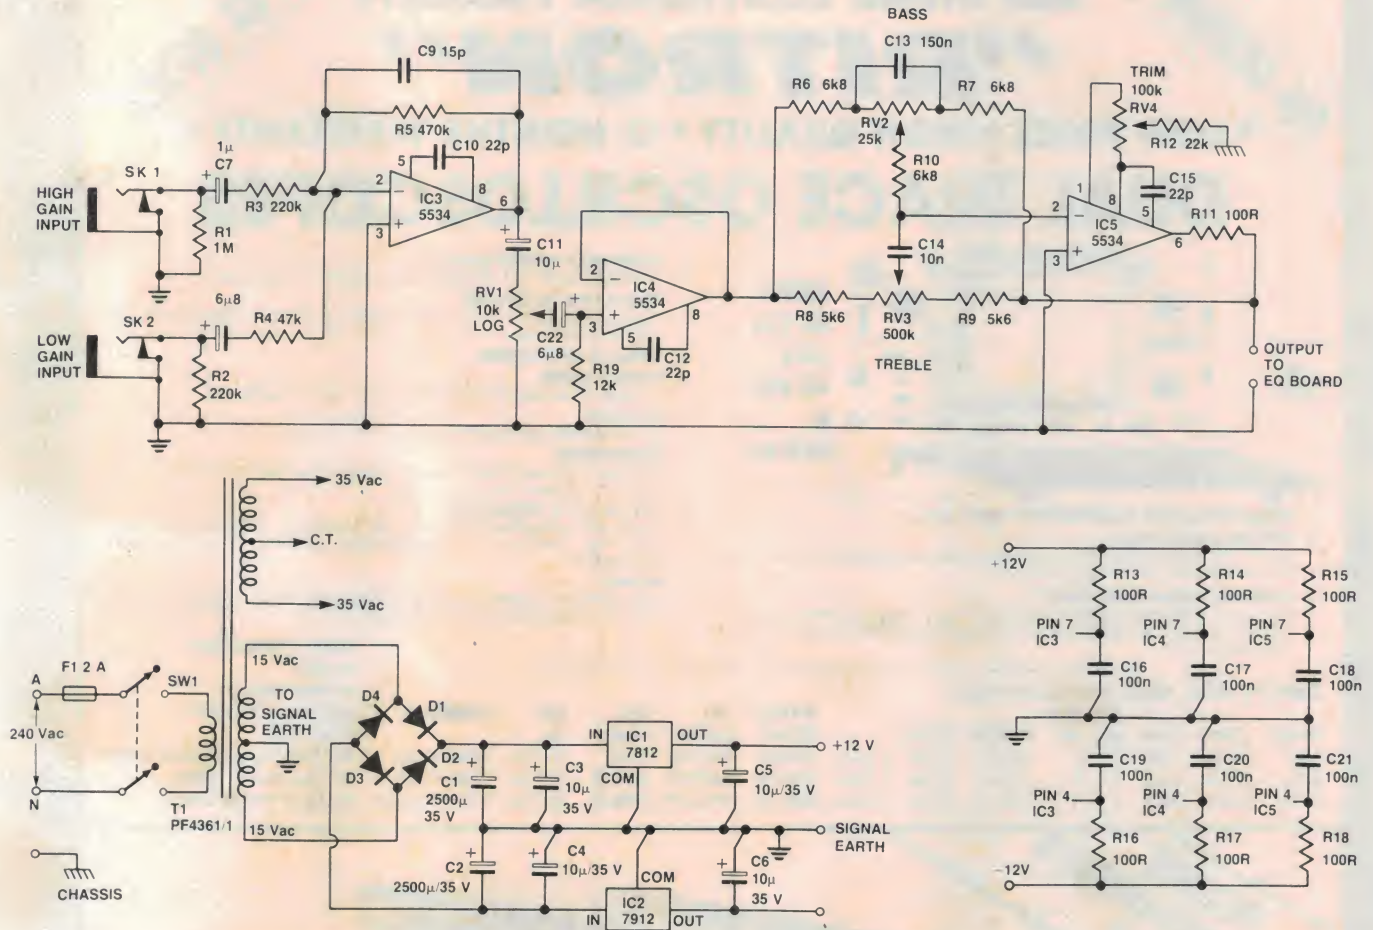 BASS
C13 150n
R6 6k8
R7 6k8
RV2
25k
R10
6k8
C14
10n
R8 5k6
RV3
500k
R9 5k6
TREBLE
TRIM
100k
RV4
R12 22k
C15
22p
1
2
3
8
5
6
−
+
IC5
5534
R11 100R
OUTPUT
TO
EQ BOARD
C9 15p
R5 470k
C10 22p
5
8
2
3
6
−
+
IC3
5534
HIGH
GAIN
INPUT
SK 1
R1
1M
1µ
C7
+
R3 220k
LOW
GAIN
INPUT
SK 2
R2
220k
6µ8
+
R4 47k
+
C11
10µ
RV1
10k
LOG
+
C22
6µ8
R19
12k
2
3
−
+
IC4
5534
5
8
C12
22p
35 Vac
C.T.
35 Vac
15 Vac
TO
SIGNAL
EARTH
15 Vac
A
F1 2 A
SW1
240 Vac
N
T1
PF4361/1
CHASSIS
D4
D1
D3
D2
+
C1
2500µ
35 V
+
C3
10µ
35 V
IN
IC1
7812
OUT
COM
+
C5
10µ/35 V
+12 V
SIGNAL
EARTH
+
C2
2500µ/35 V
+
C4
10µ/35 V
COM
IN
IC2
7912
OUT
+
C6
10µ
35 V
+12V
R13
100R
R14
100R
R15
100R
PIN 7
IC3
PIN 7
IC4
PIN 7
IC5
C16
100n
C17
100n
C18
100n
C19
100n
C20
100n
C21
100n
PIN 4
IC3
PIN 4
IC4
PIN 4
IC5
R16
100R
R17
100R
R18
100R
−12V